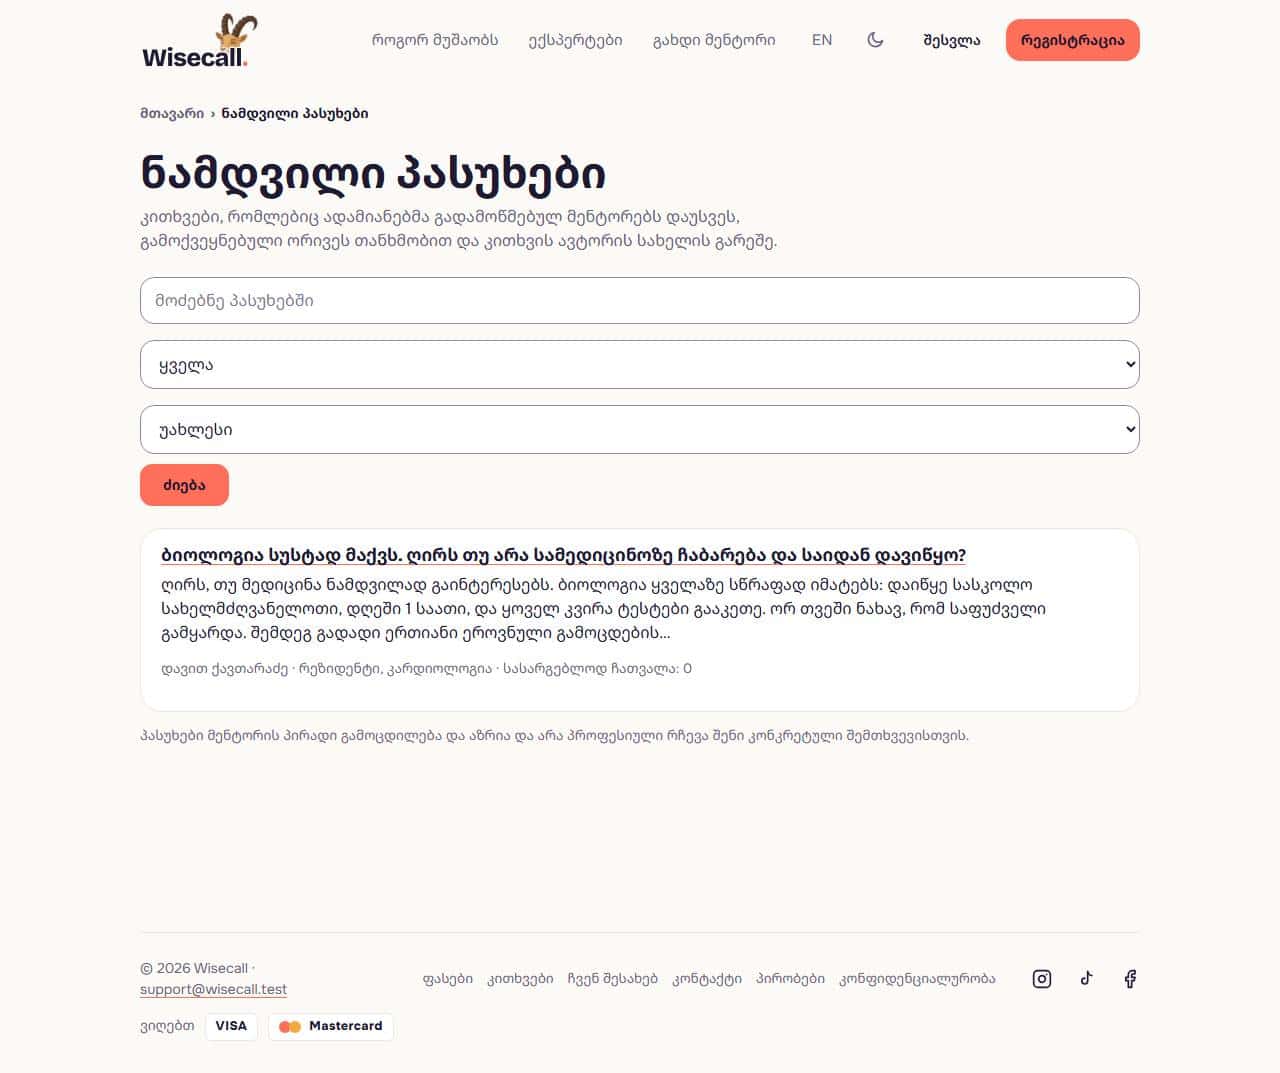 Wisecall.
როგორ მუშაობს
ექსპერტები
გახდი მენტორი
EN
შესვლა
რეგისტრაცია
მთავარი › ნამდვილი პასუხები
ნამდვილი პასუხები
კითხვები, რომლებიც ადამიანებმა გადამოწმებულ მენტორებს დაუსვეს,
გამოქვეყნებული ორივეს თანხმობით და კითხვის ავტორის სახელის გარეშე.
მოძებნე პასუხებში
ყველა
უახლესი
ძიება
ბიოლოგია სუსტად მაქვს. ღირს თუ არა სამედიცინოზე ჩაბარება და საიდან დავიწყო?
ღირს, თუ მედიცინა ნამდვილად გაინტერესებს. ბიოლოგია ყველაზე სწრაფად იმატებს: დაიწყე სასკოლო
სახელმძღვანელოთი, დღეში 1 საათი, და ყოველ კვირა ტესტები გააკეთე. ორ თვეში ნახავ, რომ საფუძველი
გამყარდა. შემდეგ გადადი ერთიანი ეროვნული გამოცდების…
დავით ქავთარაძე · რეზიდენტი, კარდიოლოგია · სასარგებლოდ ჩათვალა: 0
პასუხები მენტორის პირადი გამოცდილება და აზრია და არა პროფესიული რჩევა შენი კონკრეტული შემთხვევისთვის.
© 2026 Wisecall ·
support@wisecall.test
ფასები
კითხვები
ჩვენ შესახებ
კონტაქტი
პირობები
კონფიდენციალურობა
ვიღებთ
VISA
Mastercard